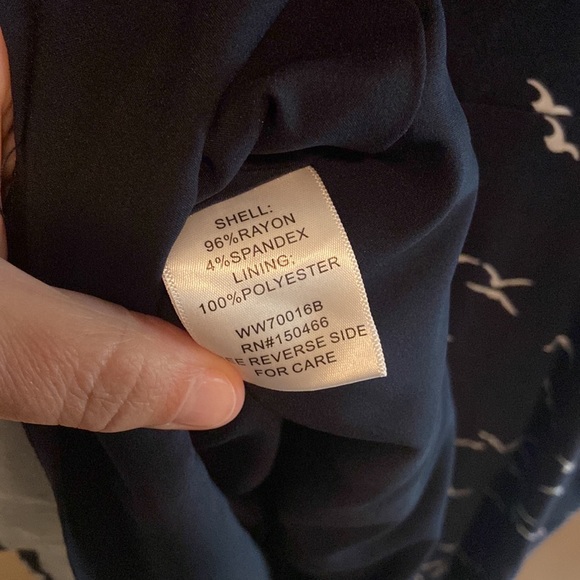 SHELL:
96%RAYON
4%SPANDEX
LINING:
100%POLYESTER
WW70016B
RN#150466
REVERSE SIDE
FOR CARE